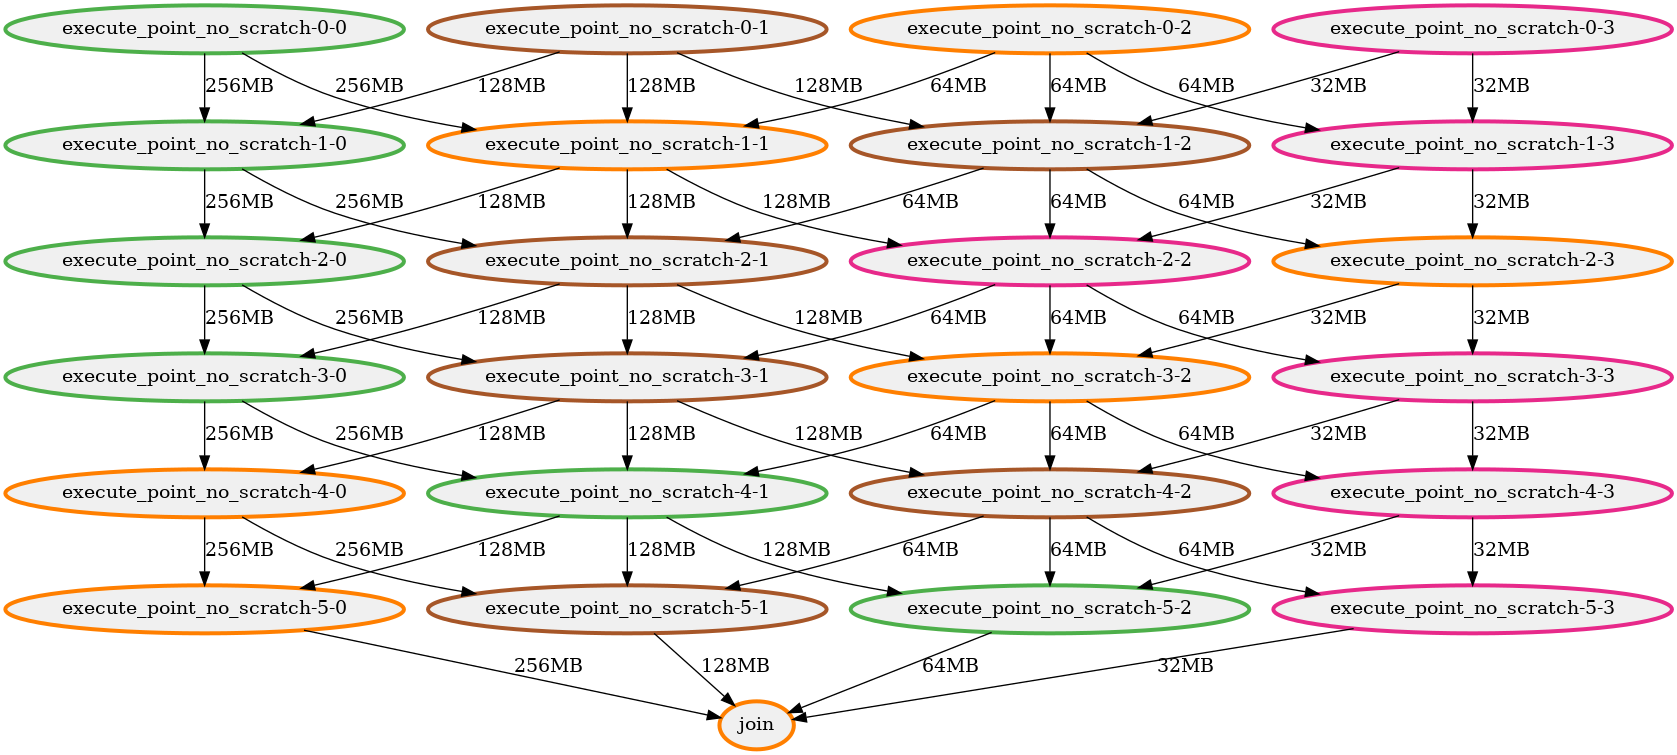 execute_point_no_scratch-0-0 execute_point_no_scratch-0-1 execute_point_no_scratch-0-2 execute_point_no_scratch-0-3
256MB 256MB 128MB 128MB 128MB 64MB 64MB 64MB 32MB 32MB
execute_point_no_scratch-1-0 execute_point_no_scratch-1-1 execute_point_no_scratch-1-2 execute_point_no_scratch-1-3
256MB 256MB 128MB 128MB 128MB 64MB 64MB 64MB 32MB 32MB
execute_point_no_scratch-2-0 execute_point_no_scratch-2-1 execute_point_no_scratch-2-2 execute_point_no_scratch-2-3
256MB 256MB 128MB 128MB 128MB 64MB 64MB 64MB 32MB 32MB
execute_point_no_scratch-3-0 execute_point_no_scratch-3-1 execute_point_no_scratch-3-2 execute_point_no_scratch-3-3
256MB 256MB 128MB 128MB 128MB 64MB 64MB 64MB 32MB 32MB
execute_point_no_scratch-4-0 execute_point_no_scratch-4-1 execute_point_no_scratch-4-2 execute_point_no_scratch-4-3
256MB 256MB 128MB 128MB 128MB 64MB 64MB 64MB 32MB 32MB
execute_point_no_scratch-5-0 execute_point_no_scratch-5-1 execute_point_no_scratch-5-2 execute_point_no_scratch-5-3
256MB 128MB 64MB 32MB
join